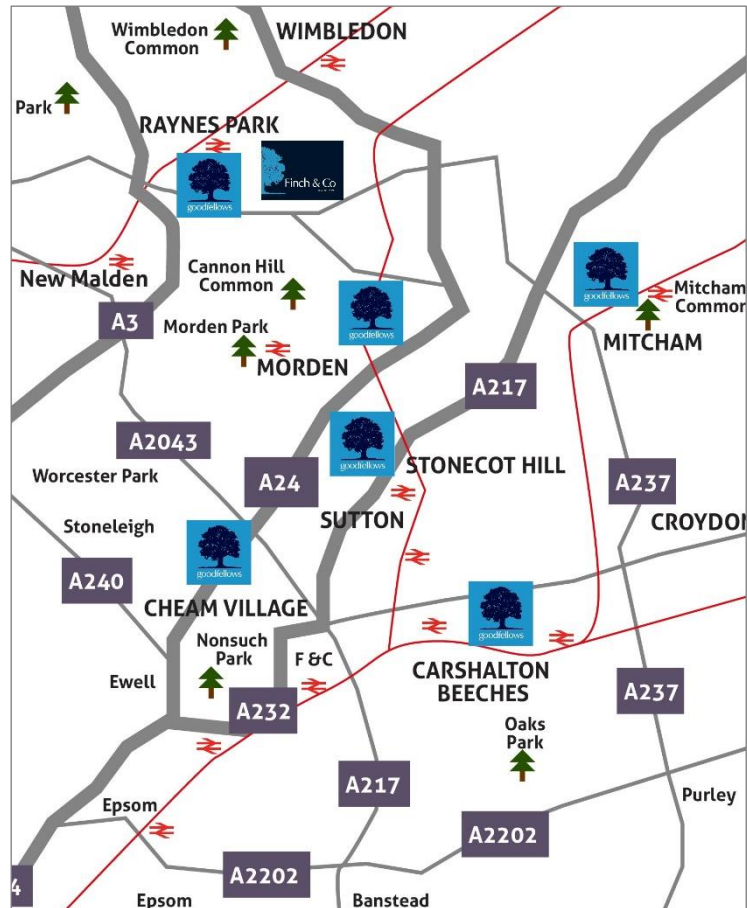 Wimbledon
Common
WIMBLEDON
Park
RAYNES PARK
goodfellows
Finch & Co
New Malden
Cannon Hill
Common
goodfellows
goodfellows
Mitcham
Common
A3
Morden Park
MORDEN
MITCHAM
A217
A2043
goodfellows
STONECOT HILL
Worcester Park
A24
A237
SUTTON
Stoneleigh
CROYDON
goodfellows
A240
CHEAM VILLAGE
goodfellows
Nonsuch
Park
F &C
Ewell
CARSHALTON
BEECHES
A232
A237
Oaks
Park
A217
Purley
Epsom
A2202
A2202
4
Epsom
Banstead